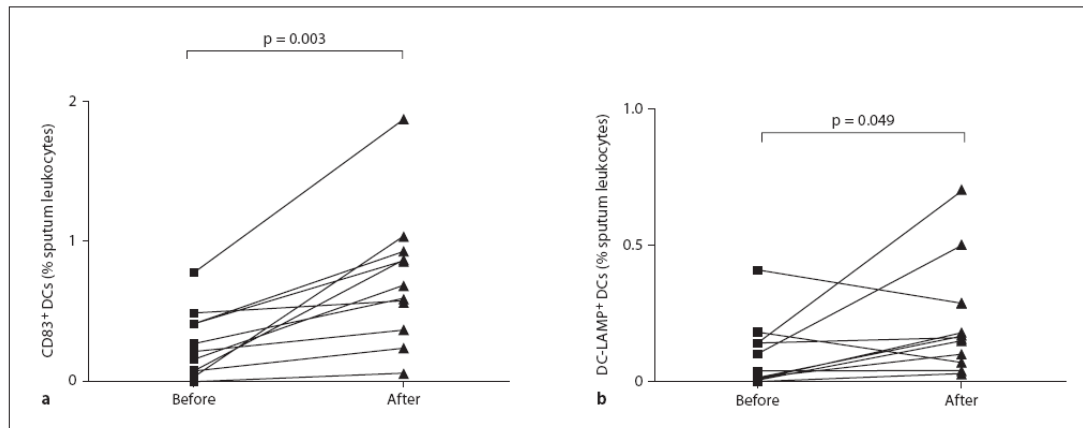 p = 0.003
2
1
0
CD83+ DCs (% sputum leukocytes)
Before
After
a
p = 0.049
1.0
0.5
0
DC-LAMP+ DCs (% sputum leukocytes)
Before
After
b